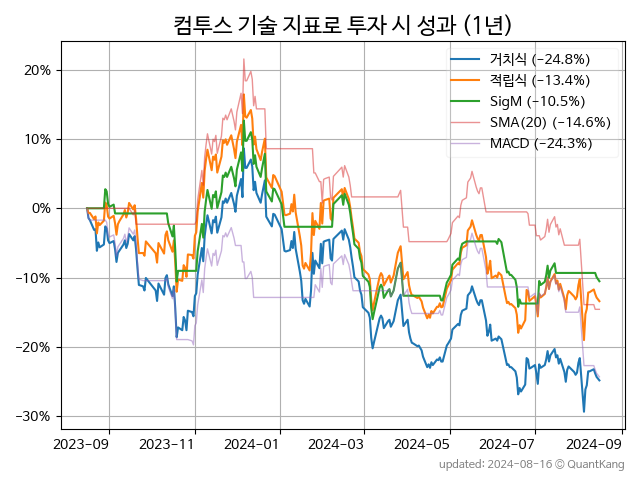 컴투스 기술 지표로 투자 시 성과 (1년)
거치식 (−24.8%)
적립식 (−13.4%)
SigM (−10.5%)
SMA(20) (−14.6%)
MACD (−24.3%)
20%
10%
0%
−10%
−20%
−30%
2023−09
2023−11
2024−01
2024−03
2024−05
2024−07
2024−09
updated: 2024−08−16 © QuantKang